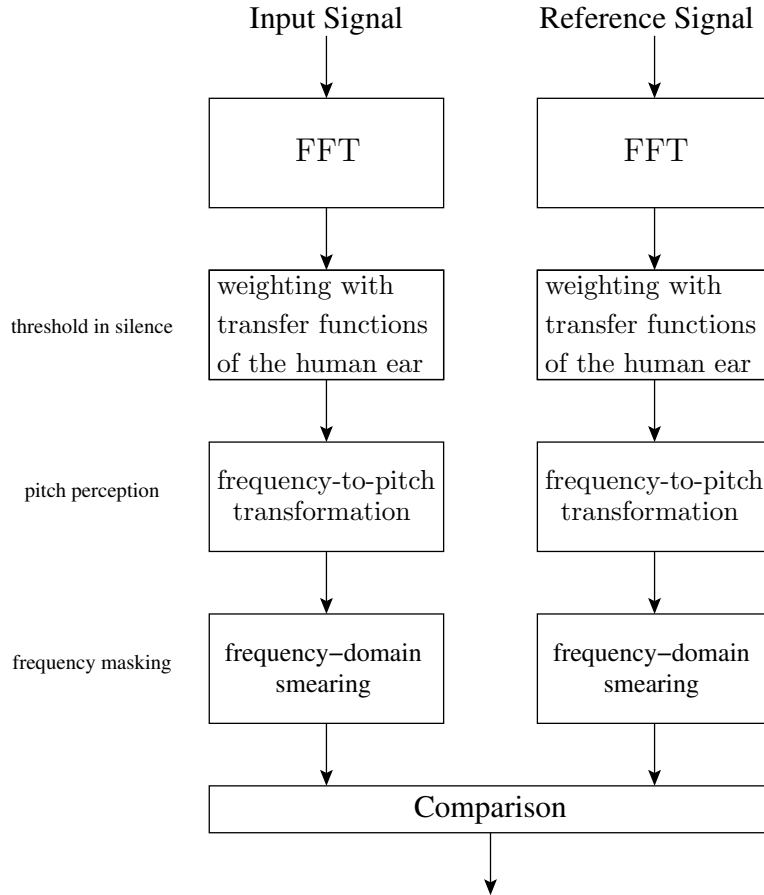 Input Signal
Reference Signal
FFT
FFT
threshold in silence
weighting with
transfer functions
of the human ear
weighting with
transfer functions
of the human ear
pitch perception
frequency-to-pitch
transformation
frequency-to-pitch
transformation
frequency masking
frequency−domain
smearing
frequency−domain
smearing
Comparison